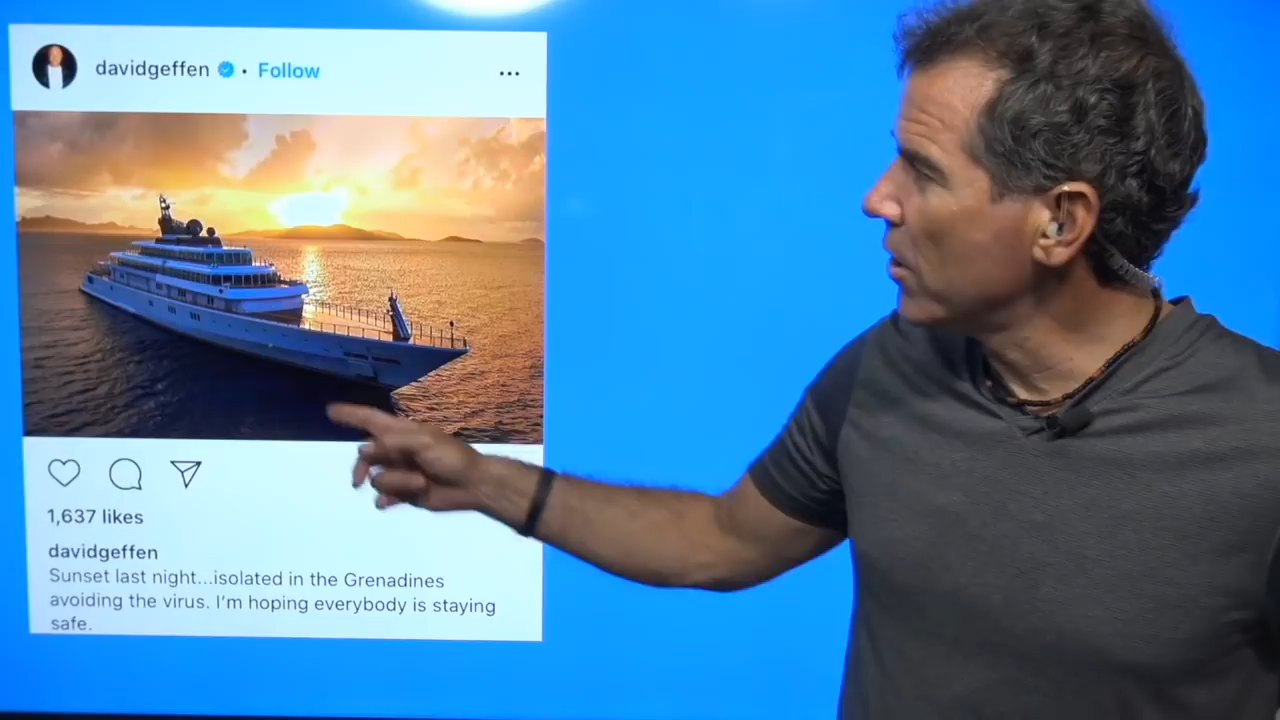 davidgeffen • Follow
1,637 likes
davidgeffen
Sunset last night...isolated in the Grenadines
avoiding the virus. I'm hoping everybody is staying
safe.